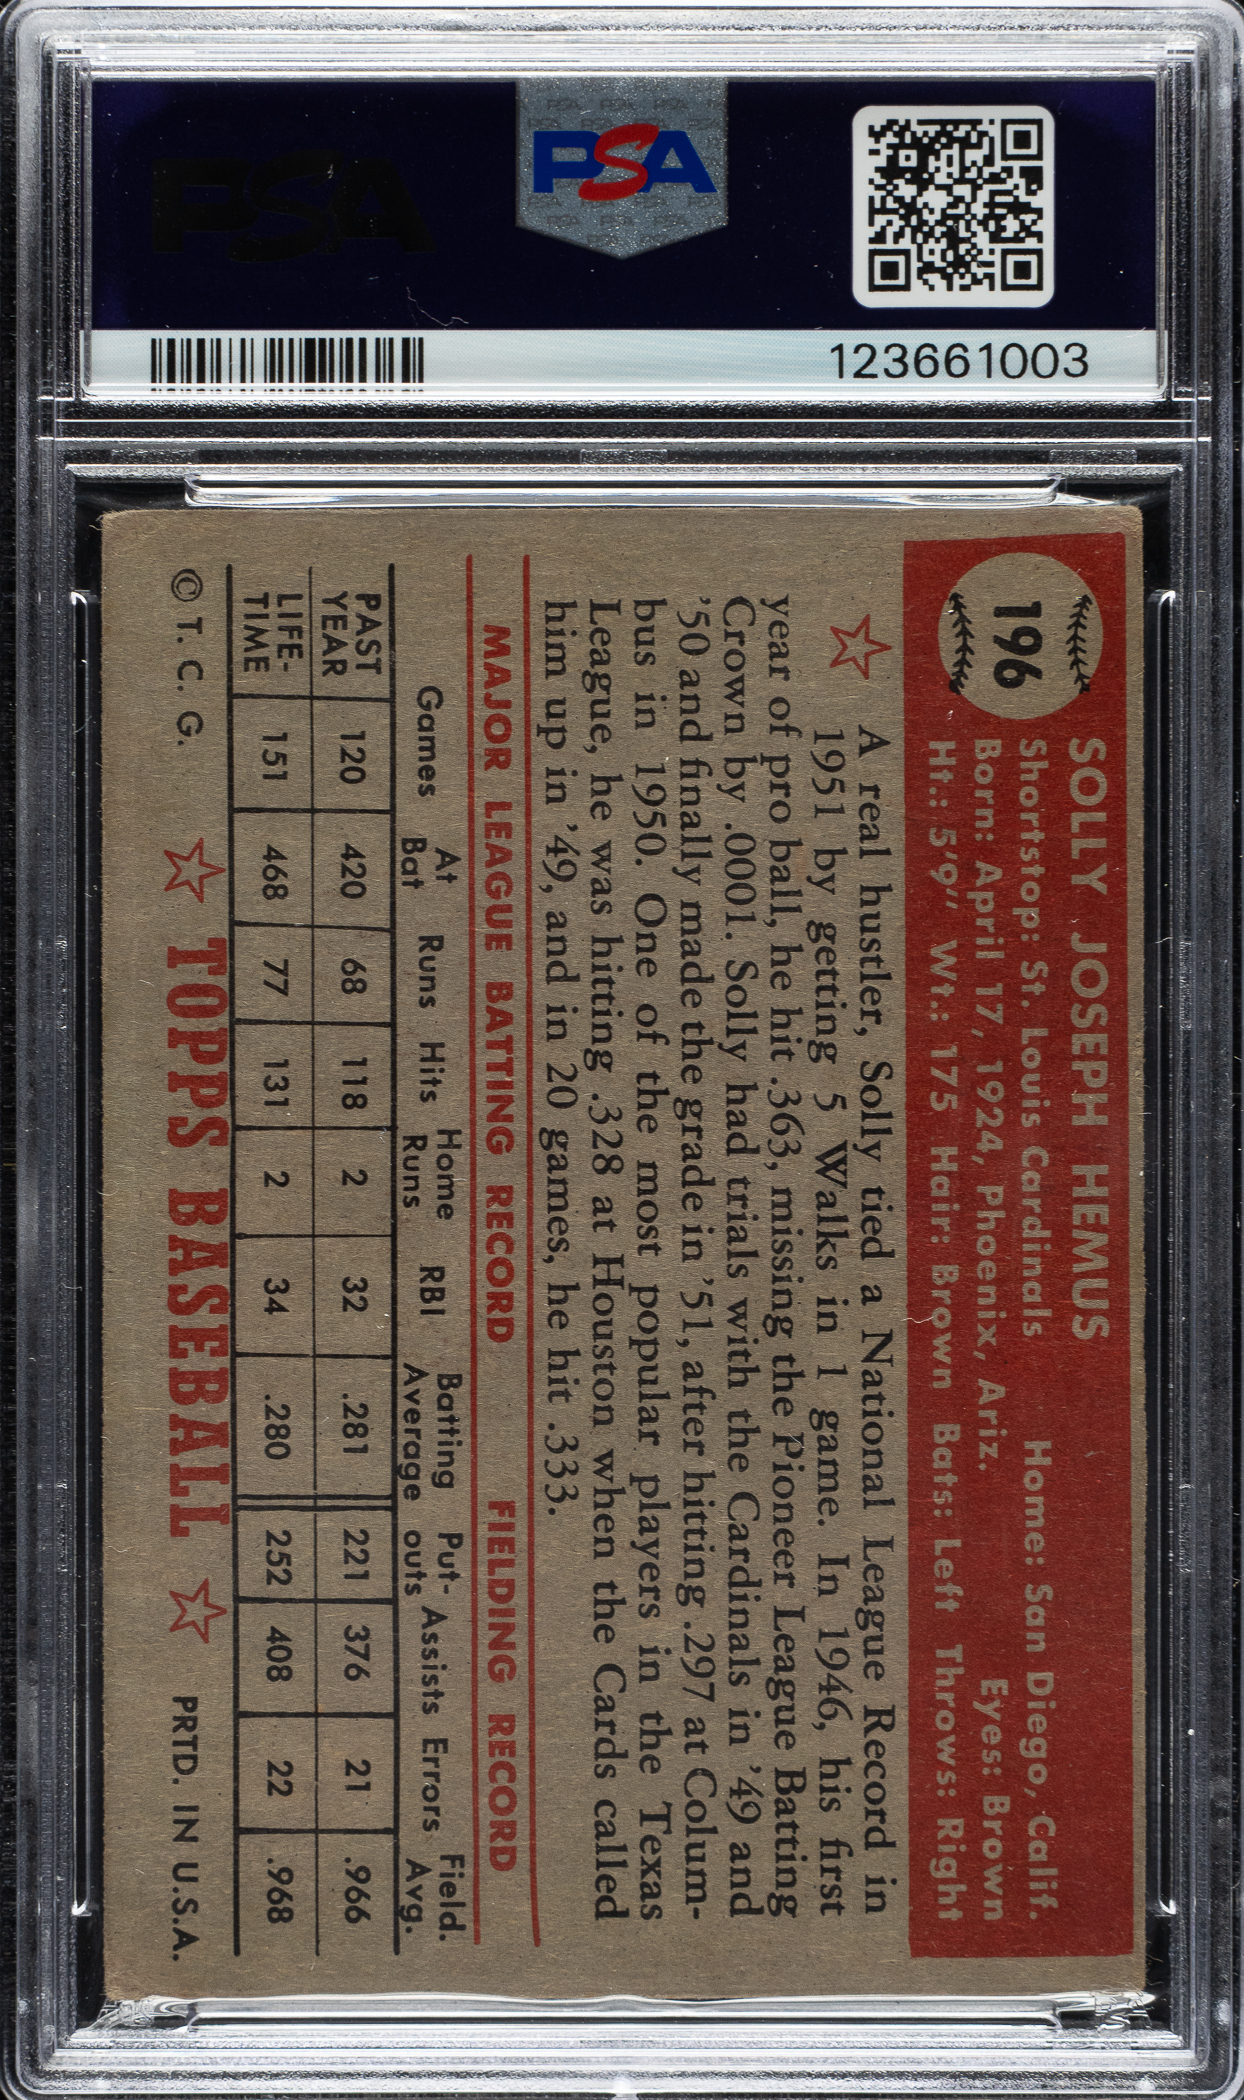 PSA
PSA
123661003
196
SOLLY JOSEPH HEMUS
Shortstop: St. Louis Cardinals Home: San Diego, Calif.
Born: April 17, 1924, Phoenix, Ariz. Eyes: Brown
Ht.: 5'9" Wt.: 175 Hair: Brown Bats: Left Throws: Right
A real hustler, Solly tied a National League Record in
1951 by getting 5 Walks in 1 game. In 1946, his first
year of pro ball, he hit .363, missing the Pioneer League Batting
Crown by .0001. Solly had trials with the Cardinals in '49 and
'50 and finally made the grade in '51, after hitting .297 at Colum-
bus in 1950. One of the most popular players in the Texas
League, he was hitting .328 at Houston when the Cards called
him up in '49, and in 20 games, he hit .333.
MAJOR LEAGUE BATTING RECORD FIELDING RECORD
Games At Bat Runs Hits Home Runs RBI Batting Average Put-outs Assists Errors Field. Avg.
PAST YEAR 120 420 68 118 2 32 .281 221 376 21 .966
LIFE-TIME 151 468 77 131 2 34 .280 252 408 22 .968
© T. C. G. TOPPS BASEBALL PRTD. IN U.S.A.